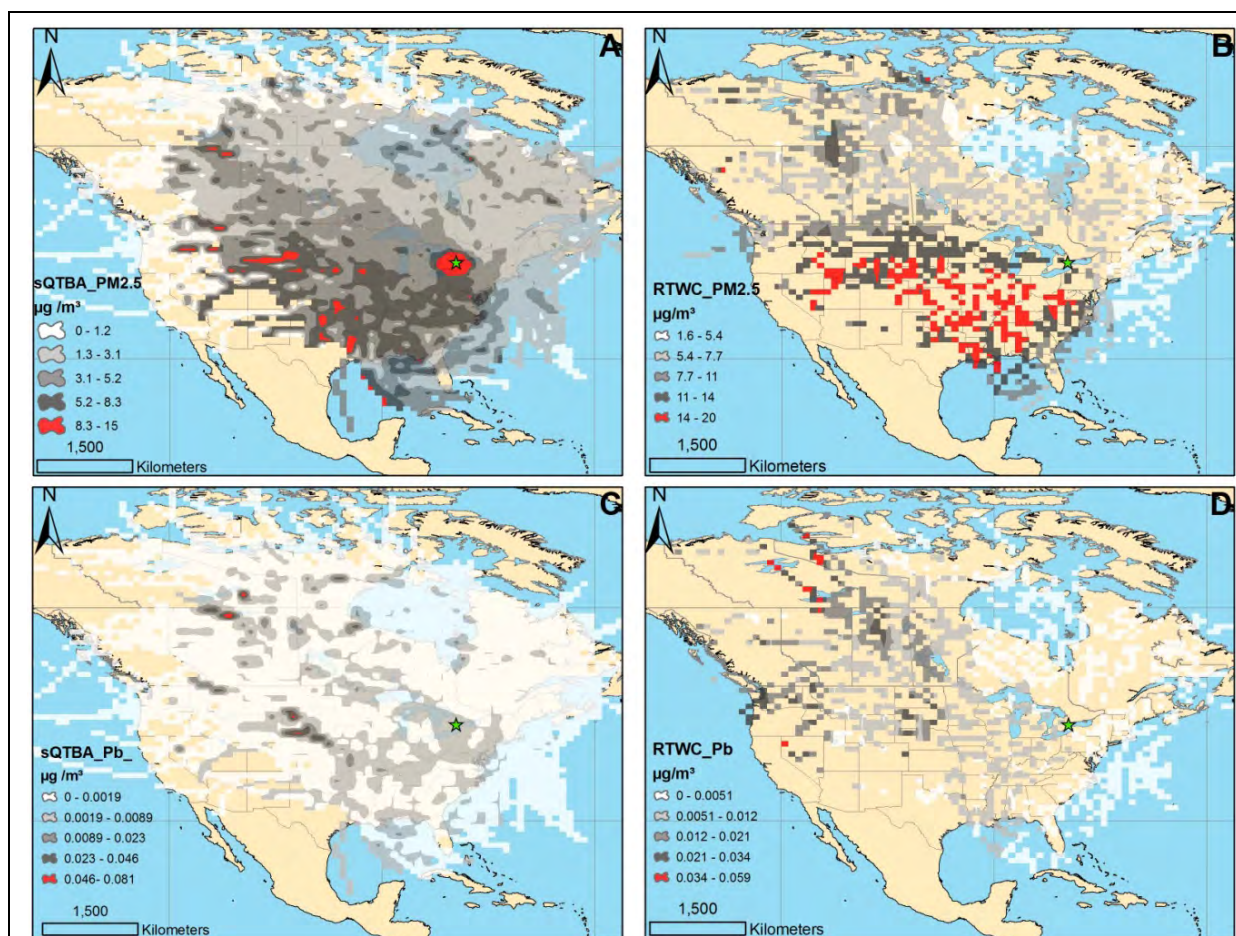 N
A
sQTBA_PM2.5
µg /m³
0 - 1.2
1.3 - 3.1
3.1 - 5.2
5.2 - 8.3
8.3 - 15
1,500
Kilometers
N
B
RTWC_PM2.5
µg/m³
1.6 - 5.4
5.4 - 7.7
7.7 - 11
11 - 14
14 - 20
1,500
Kilometers
N
C
sQTBA_Pb_
µg /m³
0 - 0.0019
0.0019 - 0.0089
0.0089 - 0.023
0.023 - 0.046
0.046 - 0.081
1,500
Kilometers
N
D
RTWC_Pb
µg/m³
0 - 0.0051
0.0051 - 0.012
0.012 - 0.021
0.021 - 0.034
0.034 - 0.059
1,500
Kilometers